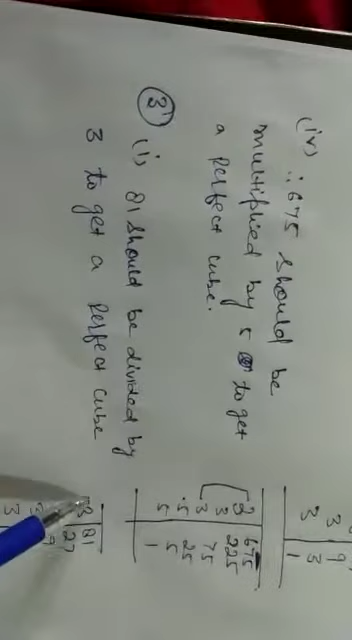 3 9
3 3
1
(iv) ∴ 675 should be
multiplied by 5 to get
a perfect cube.
3 675
3 225
3 75
5 25
5 5
1
(3) (i) 81 should be divided by
3 to get a perfect cube
3 81
27
3